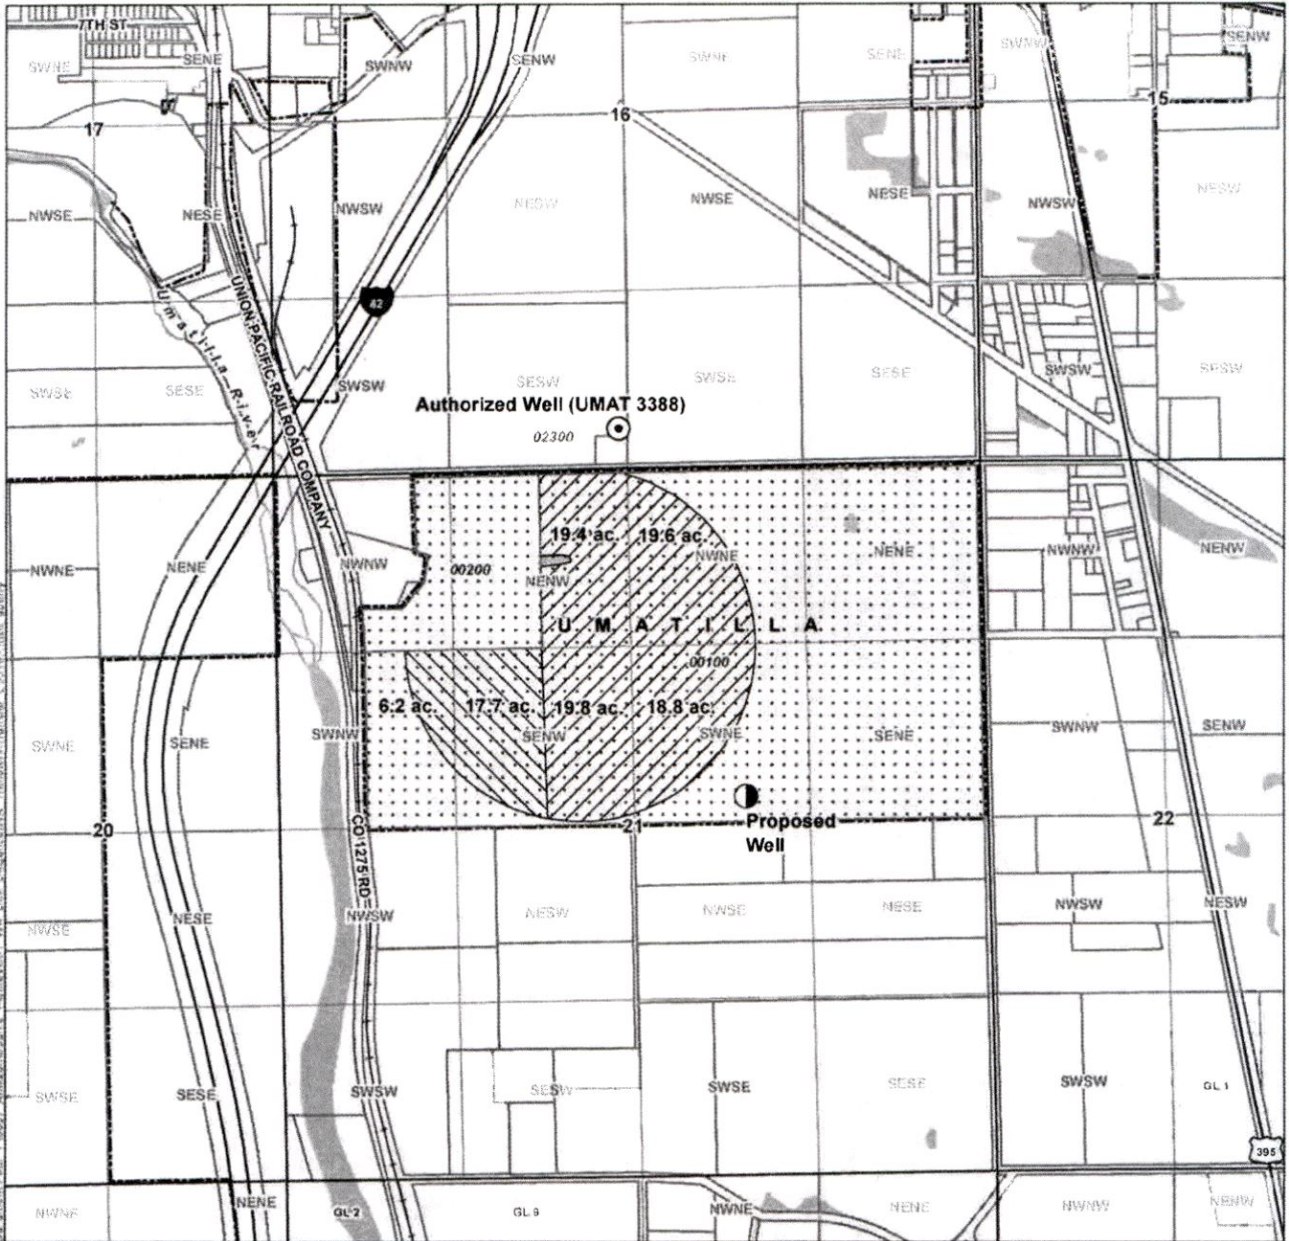 7TH ST
SWNE
SENE
SWNW
SENW
SWNE
SENE
SWNW
SENW
17
16
15
NWSE
NESE
NWSW
NESW
NWSE
NESE
NWSW
NESW
82
UNION PACIFIC RAILROAD COMPANY
Umatilla River
SWSE
SESE
SWSW
SESW
SWSE
SESE
SWSW
SESW
Authorized Well (UMAT 3388)
02300
19.4 ac.
19.6 ac.
NWNE
NENE
NWNW
00200
NENW
NWNE
NENE
NWNW
NENW
U M A T I L L A
00100
6.2 ac.
17.7 ac.
19.8 ac.
18.8 ac.
SWNE
SENE
SWNW
SENW
SWNE
SENE
SWNW
SENW
20
21
22
Proposed
Well
CO 1275 RD
NWSE
NESE
NWSW
NESW
NWSE
NESE
NWSW
NESW
SWSE
SESE
SWSW
SESW
SWSE
SESE
SWSW
GL 1
395
NWNE
NENE
GL 2
GL 9
NWNE
NENE
NWNW
NENW